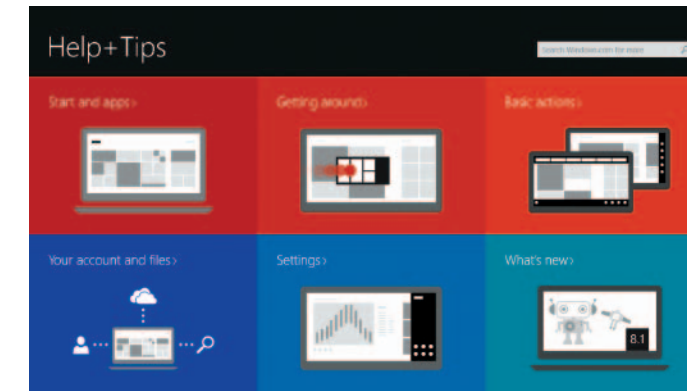 Help+Tips
Search Windows.com for more
Start and apps›
Getting around›
Basic actions›
Your account and files›
Settings›
What's new›
8.1